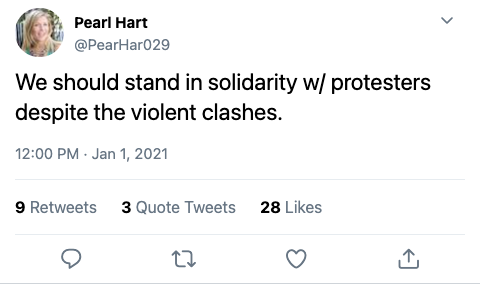 Pearl Hart
@PearHar029
We should stand in solidarity w/ protesters
despite the violent clashes.
12:00 PM · Jan 1, 2021
9 Retweets 3 Quote Tweets 28 Likes